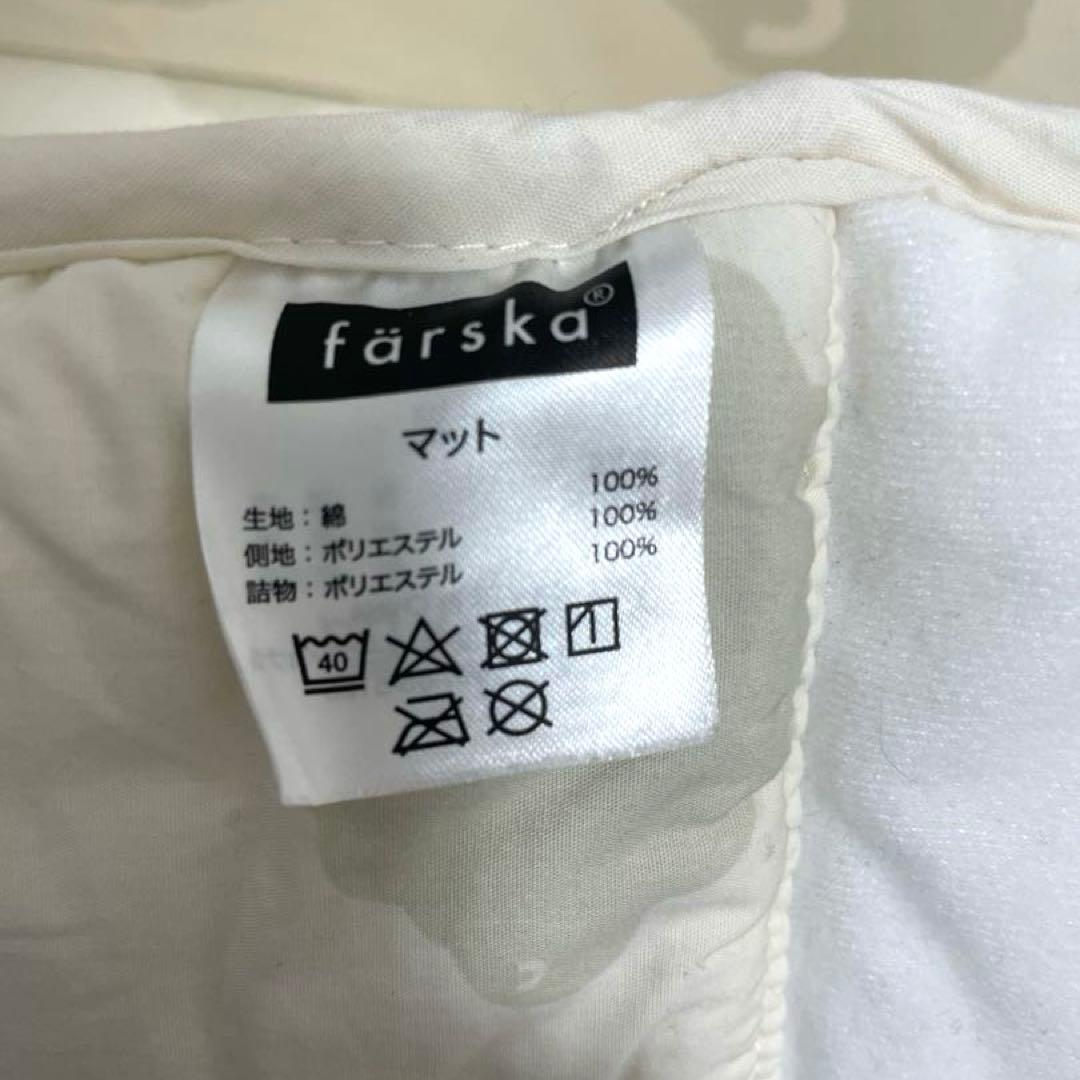 färska®
マット
生地：綿 100%
側地：ポリエステル 100%
詰物：ポリエステル 100%
40